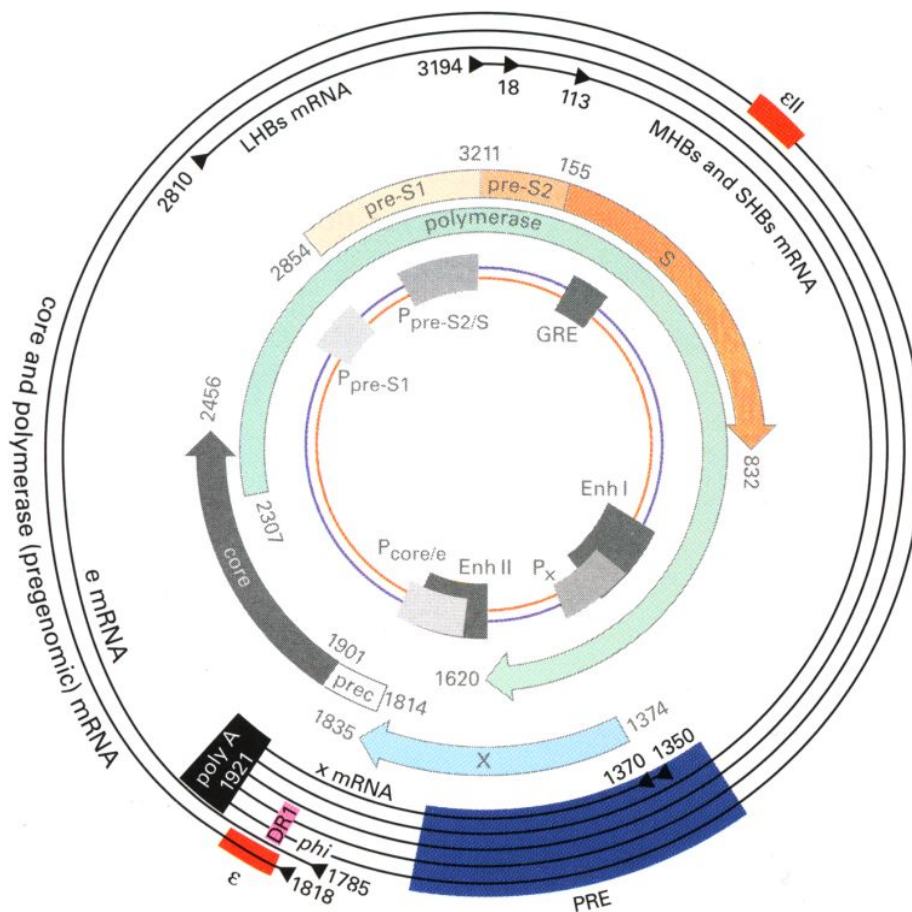 3194
18
113
εII
LHBs mRNA
MHBs and SHBs mRNA
2810
3211
155
pre-S1
pre-S2
S
polymerase
2854
Ppre-S2/S
GRE
Ppre-S1
2456
832
Enh I
2307
core
Pcore/e
Enh II
Px
core and polymerase (pregenomic) mRNA
e mRNA
1901
prec
1814
1620
1835
1374
X
poly A
1921
x mRNA
1370
1350
DR1
phi
ε
1818
1785
PRE